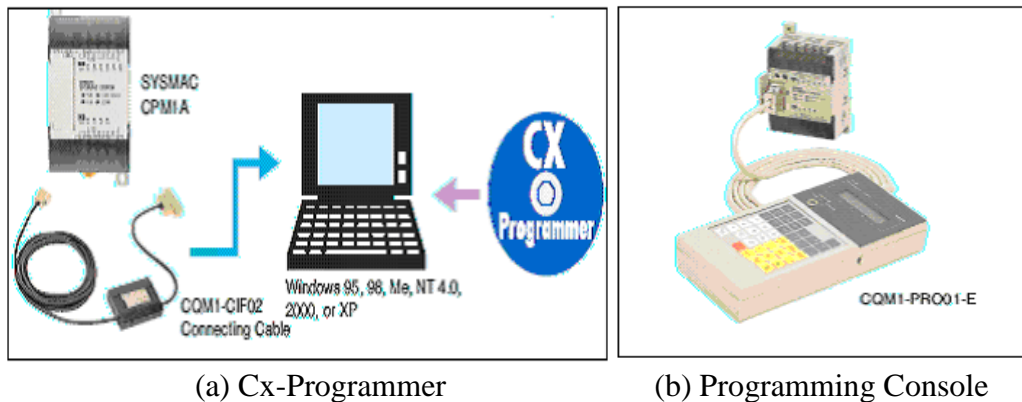 SYSMAC
CPM1A
CQM1-CIF02
Connecting Cable
Windows 95, 98, Me, NT 4.0,
2000, or XP
CX
Programmer
CQM1-PRO01-E
(a) Cx-Programmer
(b) Programming Console